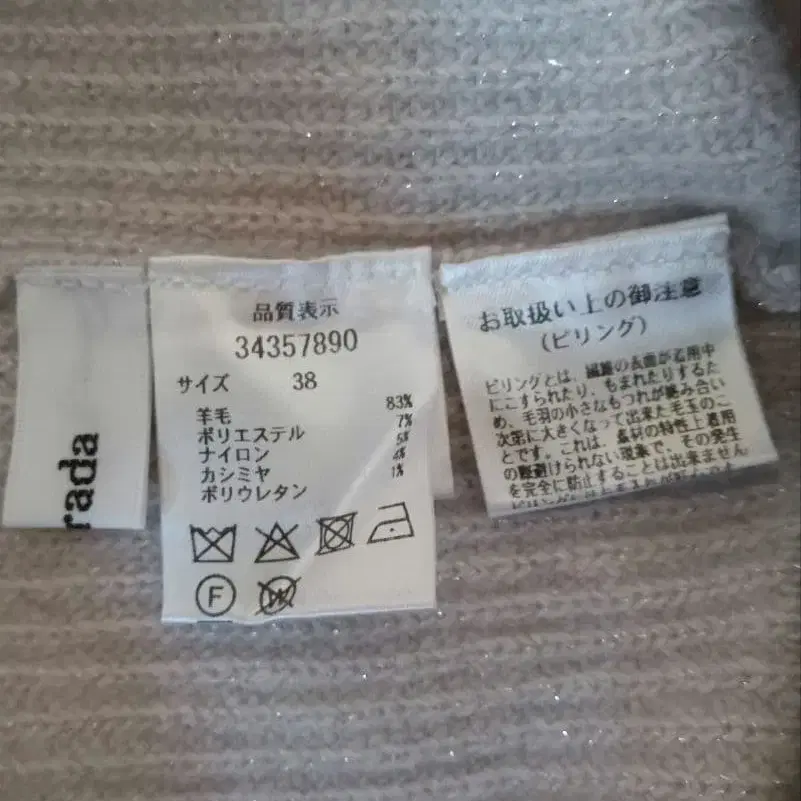 rada
品質表示
34357890
サイズ 38
羊毛 83%
ポリエステル 7%
ナイロン 5%
カシミヤ 4%
ポリウレタン 1%
F
W
お取扱い上の御注意
(ピリング)
ピリングとは、繊維の表面が着用中
にこすられたり、もまれたりするた
め、毛羽の小さなもつれが絡み合い
次第に大きくなって出来た毛玉のこ
とです。これは、素材の特性上着用
の際避けられない現象で、その発生
を完全に防止することは出来ません